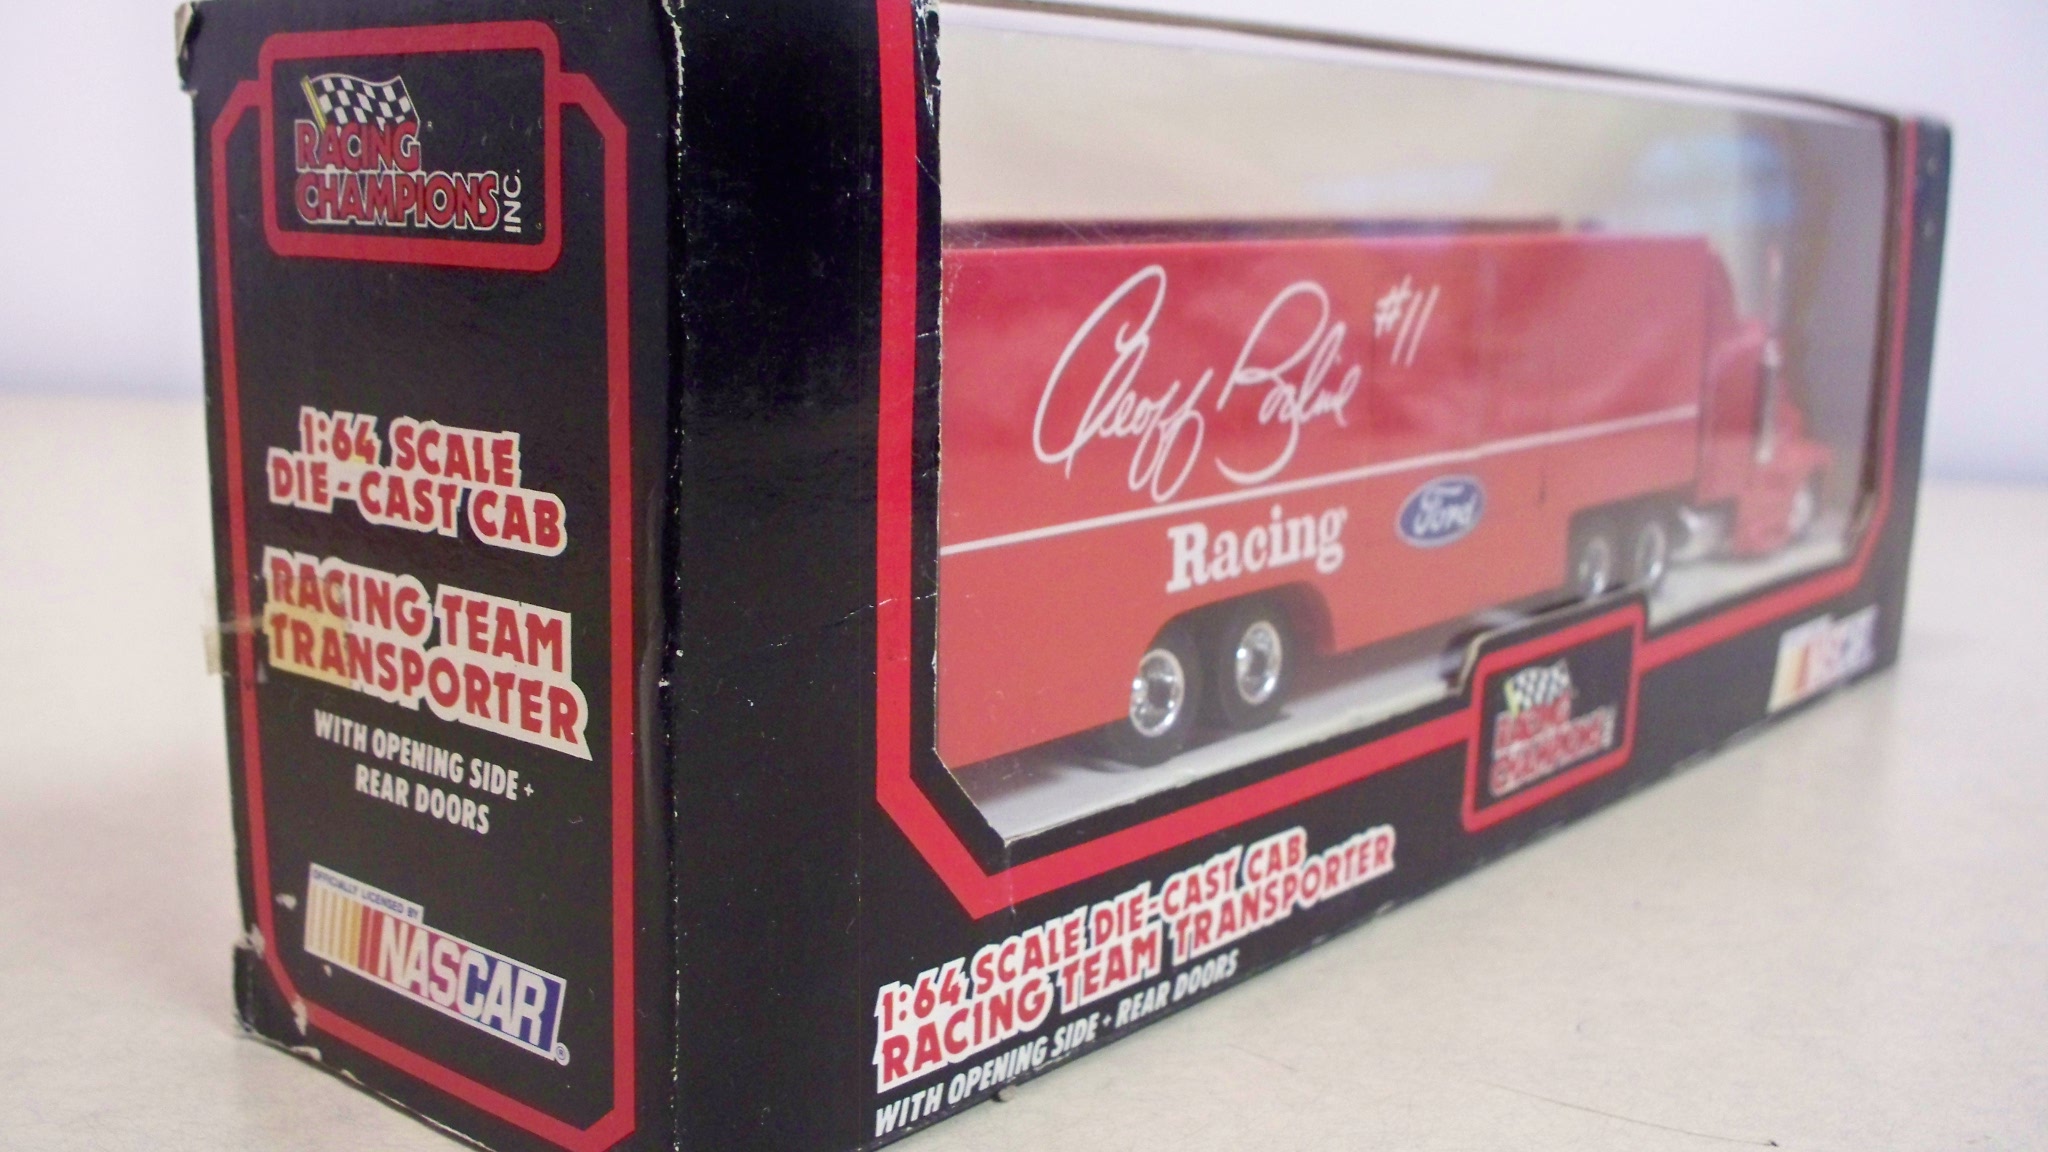 RACING
CHAMPIONS
INC.
1:64 SCALE
DIE-CAST CAB
RACING TEAM
TRANSPORTER
WITH OPENING SIDE +
REAR DOORS
OFFICIALLY LICENSED BY
NASCAR®
Geoff Bodine #11
Racing
Ford
RACING
CHAMPIONS
NASCAR
1:64 SCALE DIE-CAST CAB
RACING TEAM TRANSPORTER
WITH OPENING SIDE + REAR DOORS